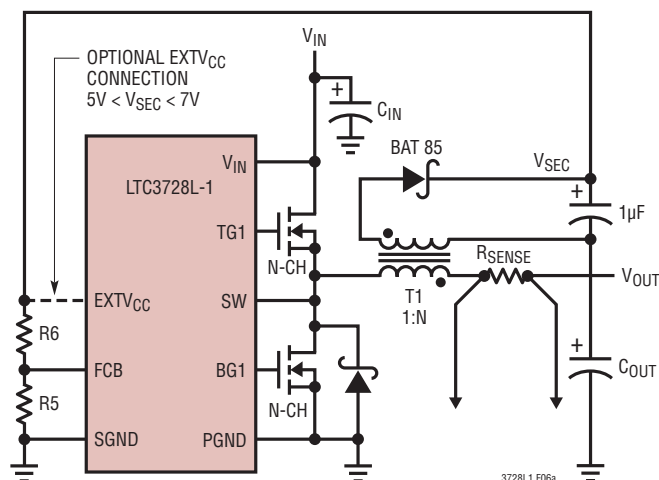 OPTIONAL EXTVCC
CONNECTION
5V < VSEC < 7V
VIN
+
CIN
VIN
LTC3728L-1
TG1
N-CH
BAT 85
VSEC
+
1µF
RSENSE
VOUT
T1
1:N
EXTVCC
SW
R6
FCB
BG1
N-CH
+
COUT
R5
SGND
PGND
3728L1 F06a